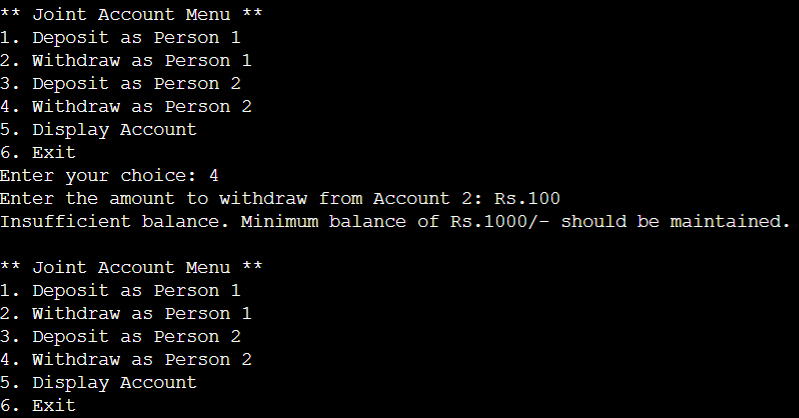 ** Joint Account Menu **
1. Deposit as Person 1
2. Withdraw as Person 1
3. Deposit as Person 2
4. Withdraw as Person 2
5. Display Account
6. Exit
Enter your choice: 4
Enter the amount to withdraw from Account 2: Rs.100
Insufficient balance. Minimum balance of Rs.1000/- should be maintained.
** Joint Account Menu **
1. Deposit as Person 1
2. Withdraw as Person 1
3. Deposit as Person 2
4. Withdraw as Person 2
5. Display Account
6. Exit